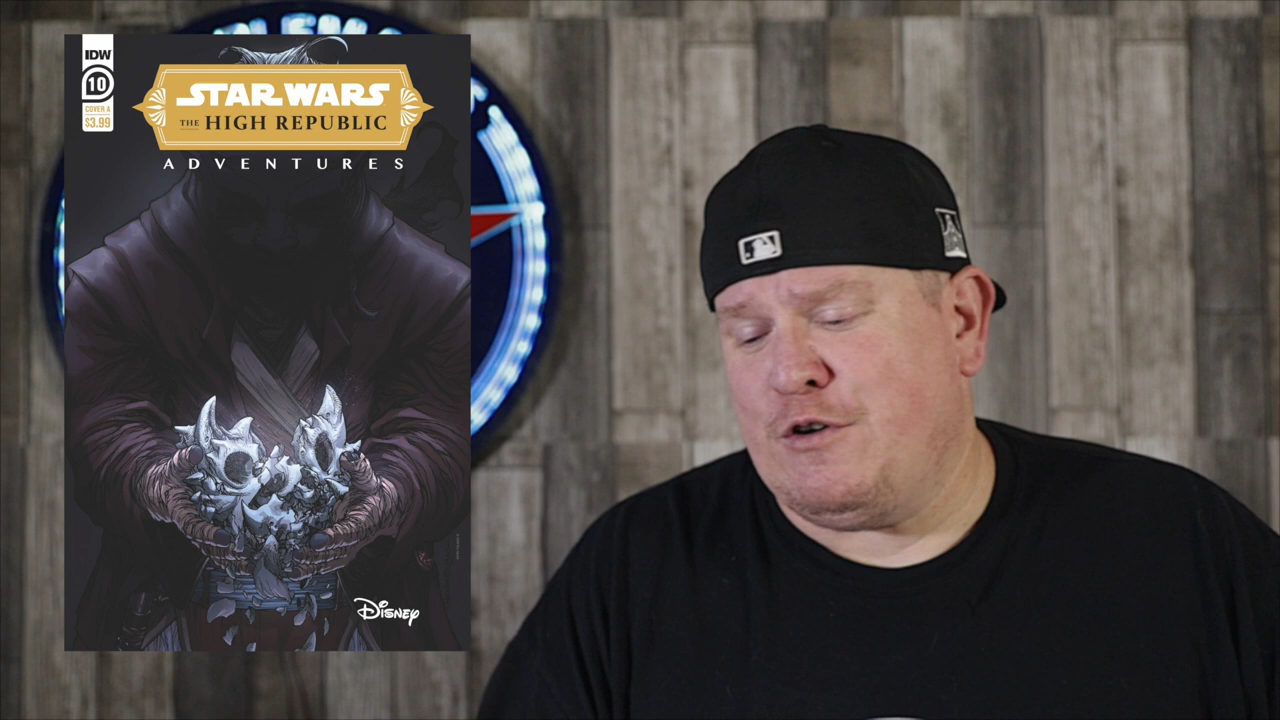 IDW
10
COVER A
$3.99
STAR WARS
THE HIGH REPUBLIC
ADVENTURES
Disney